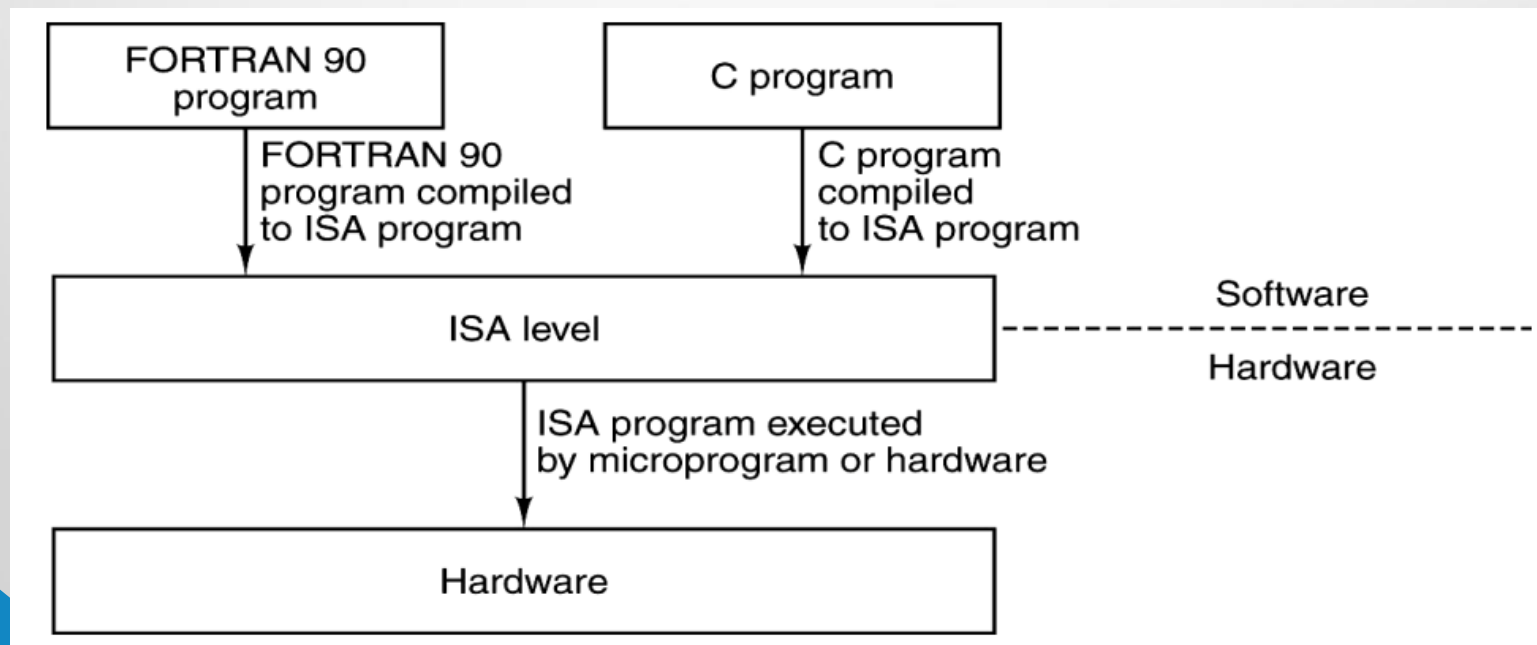 FORTRAN 90
program
C program
FORTRAN 90
program compiled
to ISA program
C program
compiled
to ISA program
ISA level
Software
Hardware
ISA program executed
by microprogram or hardware
Hardware